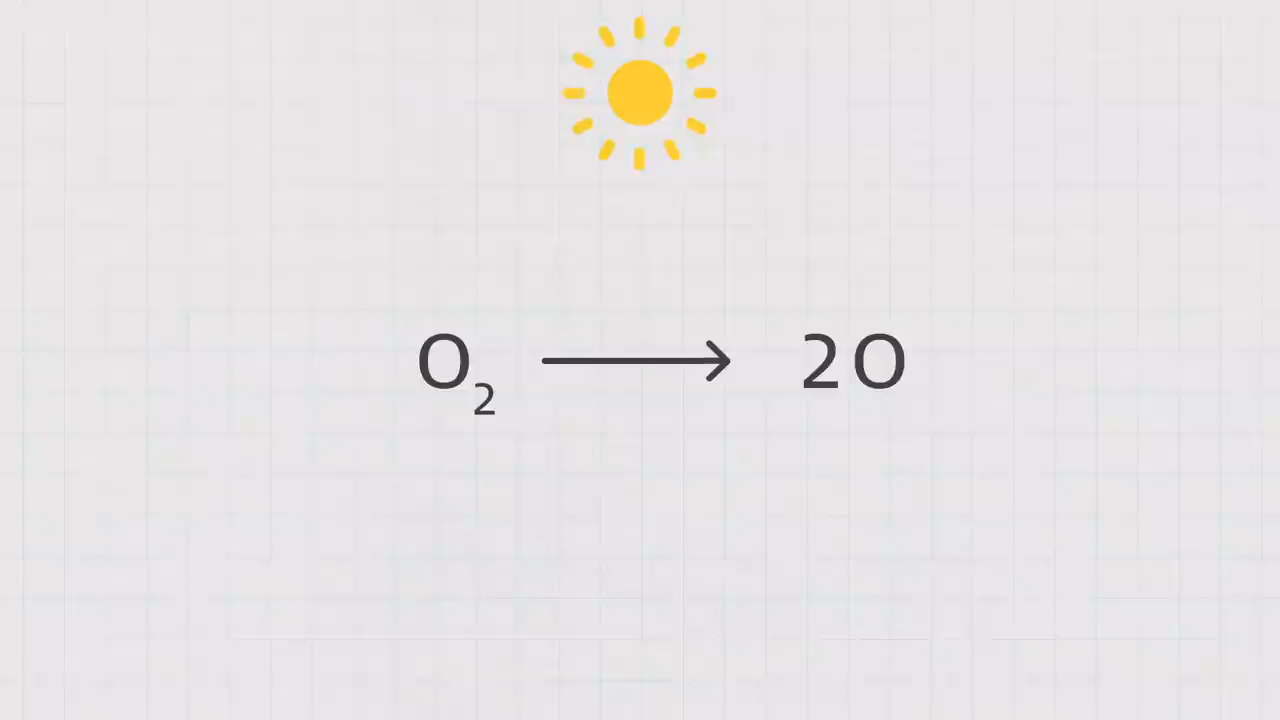 O₂ → 2O